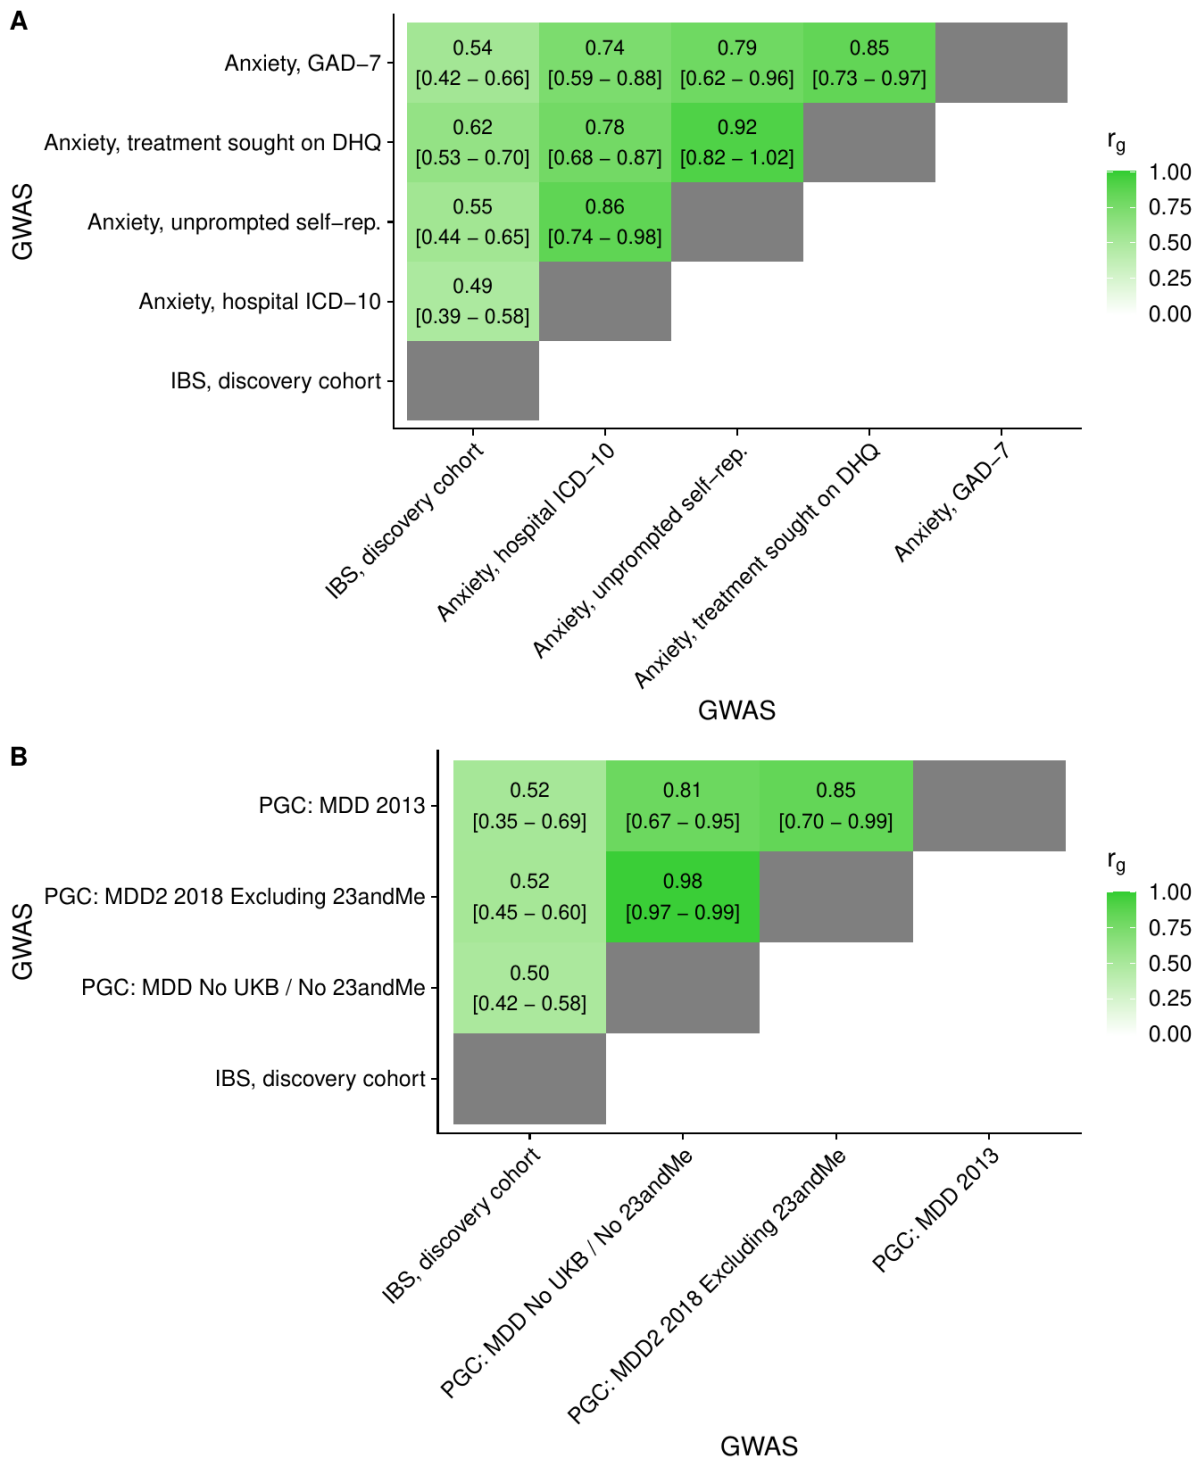 A
GWAS
Anxiety, GAD−7
0.54 0.74 0.79 0.85
[0.42 − 0.66] [0.59 − 0.88] [0.62 − 0.96] [0.73 − 0.97]
Anxiety, treatment sought on DHQ
0.62 0.78 0.92
[0.53 − 0.70] [0.68 − 0.87] [0.82 − 1.02]
Anxiety, unprompted self−rep.
0.55 0.86
[0.44 − 0.65] [0.74 − 0.98]
Anxiety, hospital ICD−10
0.49
[0.39 − 0.58]
IBS, discovery cohort
rg
1.00
0.75
0.50
0.25
0.00
IBS, discovery cohort
Anxiety, hospital ICD−10
Anxiety, unprompted self−rep.
Anxiety, treatment sought on DHQ
Anxiety, GAD−7
GWAS
B
GWAS
PGC: MDD 2013
0.52 0.81 0.85
[0.35 − 0.69] [0.67 − 0.95] [0.70 − 0.99]
PGC: MDD2 2018 Excluding 23andMe
0.52 0.98
[0.45 − 0.60] [0.97 − 0.99]
PGC: MDD No UKB / No 23andMe
0.50
[0.42 − 0.58]
IBS, discovery cohort
rg
1.00
0.75
0.50
0.25
0.00
IBS, discovery cohort
PGC: MDD No UKB / No 23andMe
PGC: MDD2 2018 Excluding 23andMe
PGC: MDD 2013
GWAS